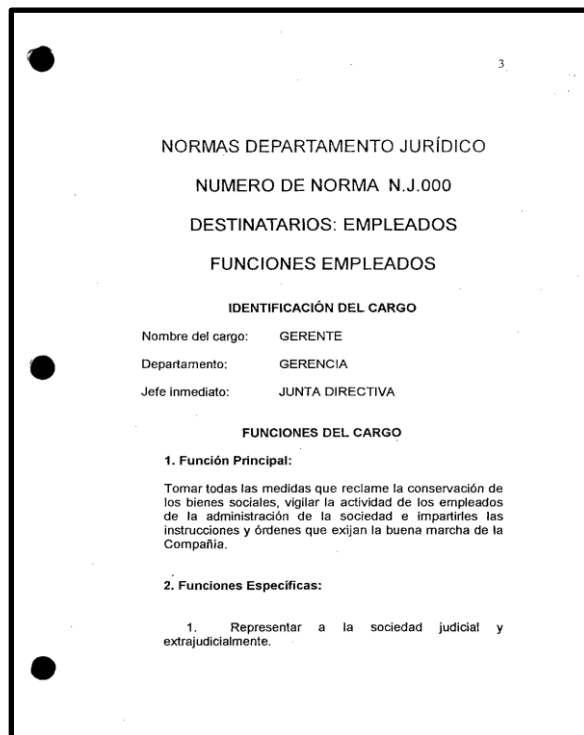 3
NORMAS DEPARTAMENTO JURÍDICO
NUMERO DE NORMA N.J.000
DESTINATARIOS: EMPLEADOS
FUNCIONES EMPLEADOS
IDENTIFICACIÓN DEL CARGO
Nombre del cargo: GERENTE
Departamento: GERENCIA
Jefe inmediato: JUNTA DIRECTIVA
FUNCIONES DEL CARGO
1. Función Principal:
Tomar todas las medidas que reclame la conservación de
los bienes sociales, vigilar la actividad de los empleados
de la administración de la sociedad e impartirles las
instrucciones y órdenes que exijan la buena marcha de la
Compañía.
2. Funciones Específicas:
1. Representar a la sociedad judicial y
extrajudicialmente.